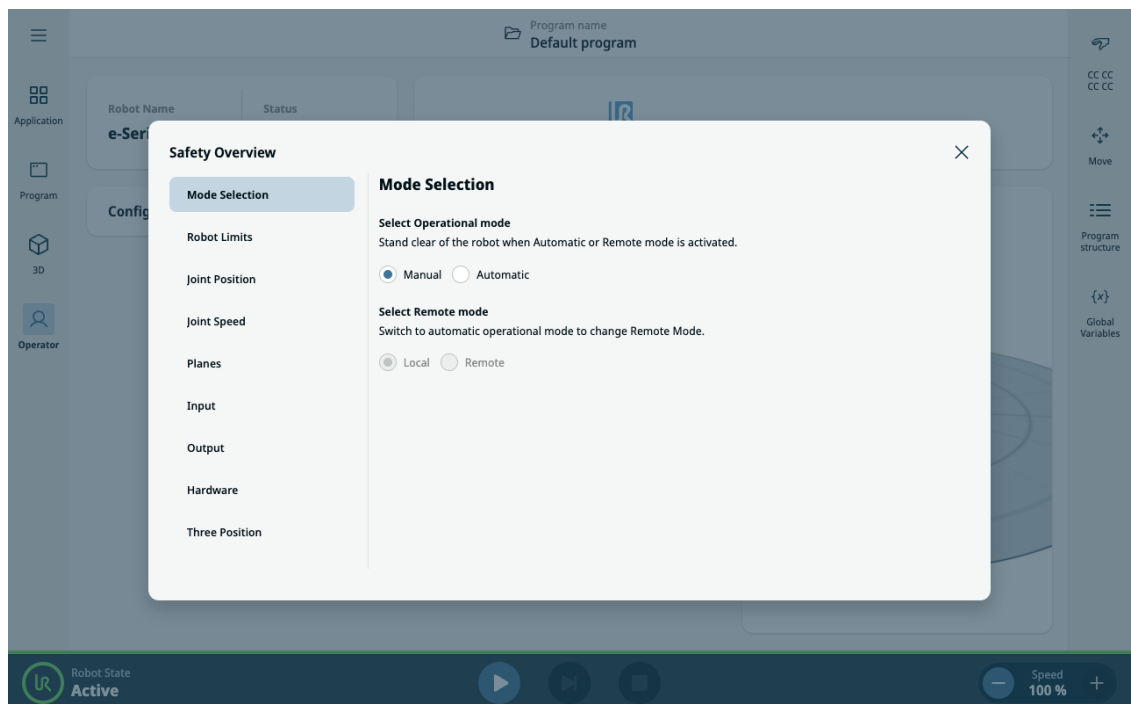 Program name
Default program
Application
Program
3D
Operator
Robot Name
Status
e-Seri
Config
Safety Overview
Mode Selection
Robot Limits
Joint Position
Joint Speed
Planes
Input
Output
Hardware
Three Position
Mode Selection
Select Operational mode
Stand clear of the robot when Automatic or Remote mode is activated.
Manual Automatic
Select Remote mode
Switch to automatic operational mode to change Remote Mode.
Local Remote
CC CC
CC CC
Move
Program
structure
{x}
Global
Variables
Robot State
Active
Speed
100 %